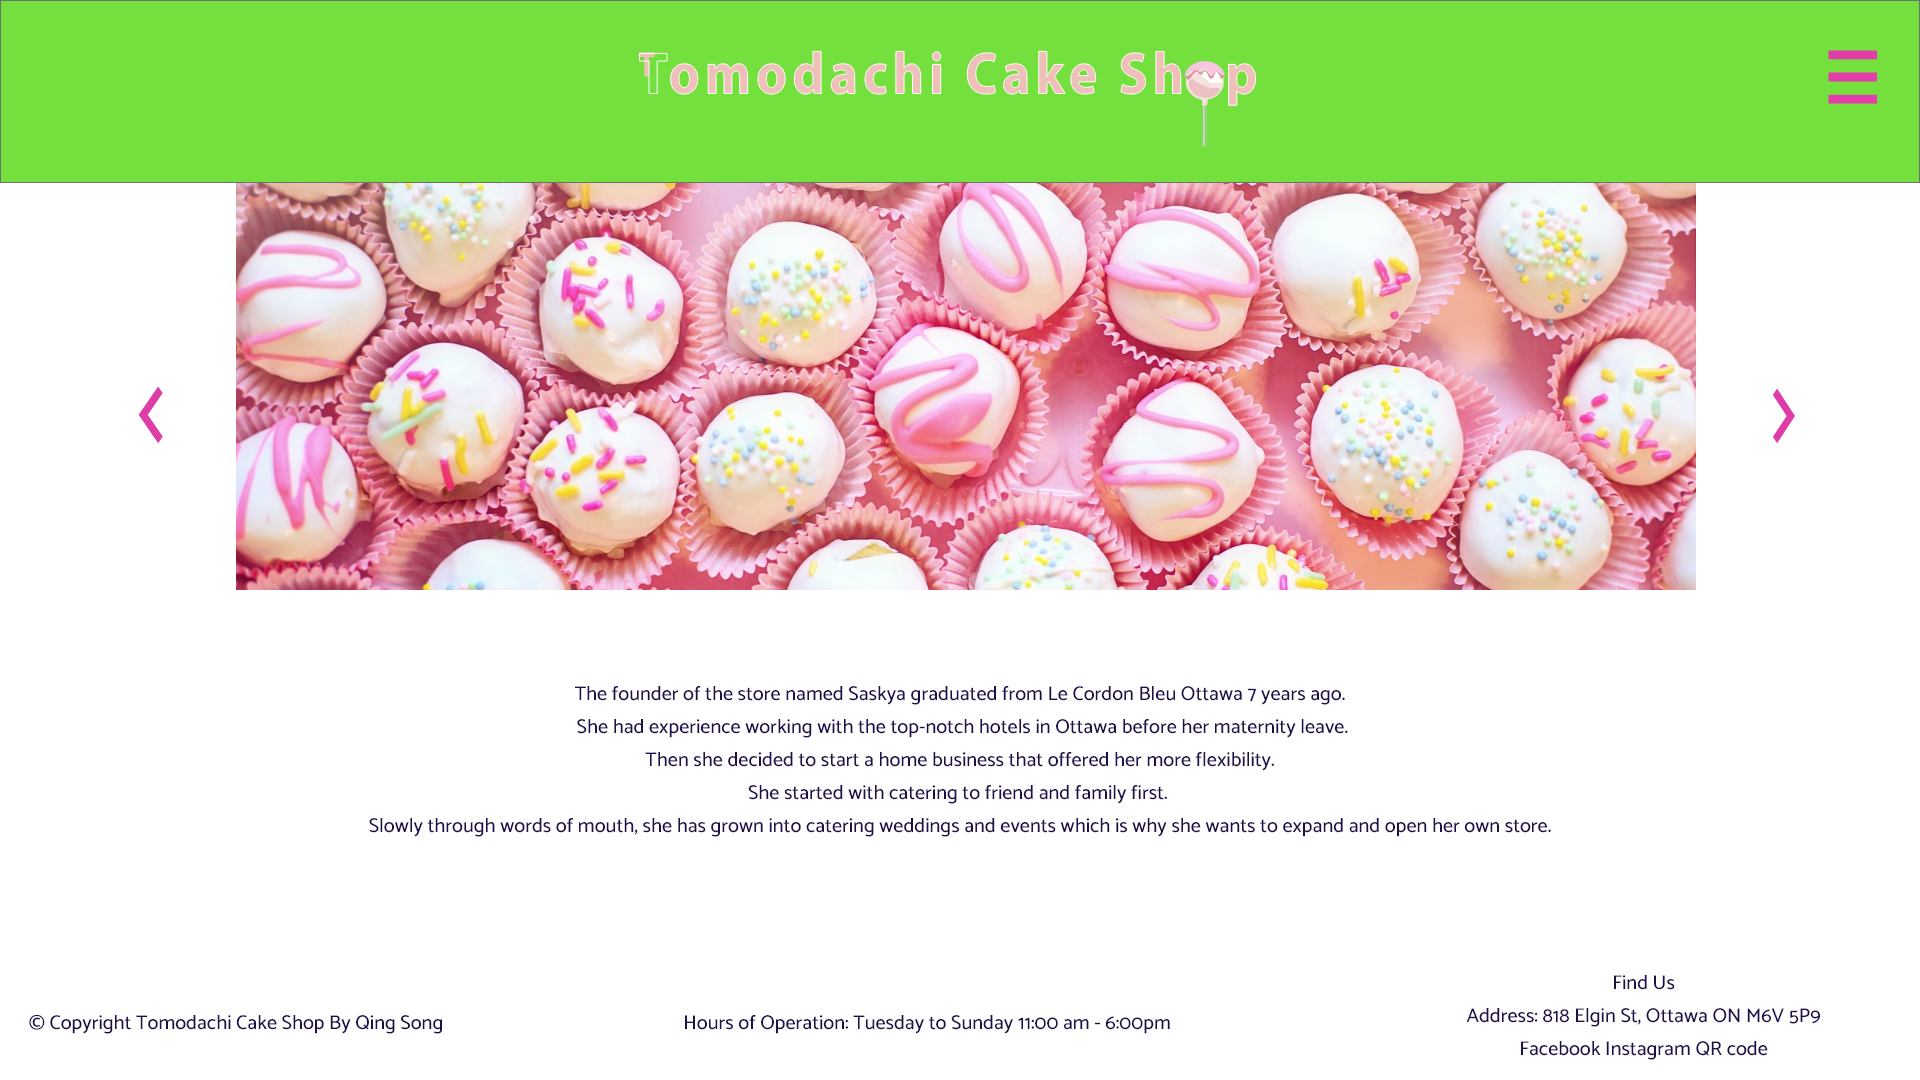 Tomodachi Cake Shop
The founder of the store named Saskya graduated from Le Cordon Bleu Ottawa 7 years ago.
She had experience working with the top-notch hotels in Ottawa before her maternity leave.
Then she decided to start a home business that offered her more flexibility.
She started with catering to friend and family first.
Slowly through words of mouth, she has grown into catering weddings and events which is why she wants to expand and open her own store.
© Copyright Tomodachi Cake Shop By Qing Song
Hours of Operation: Tuesday to Sunday 11:00 am - 6:00pm
Find Us
Address: 818 Elgin St, Ottawa ON M6V 5P9
Facebook Instagram QR code